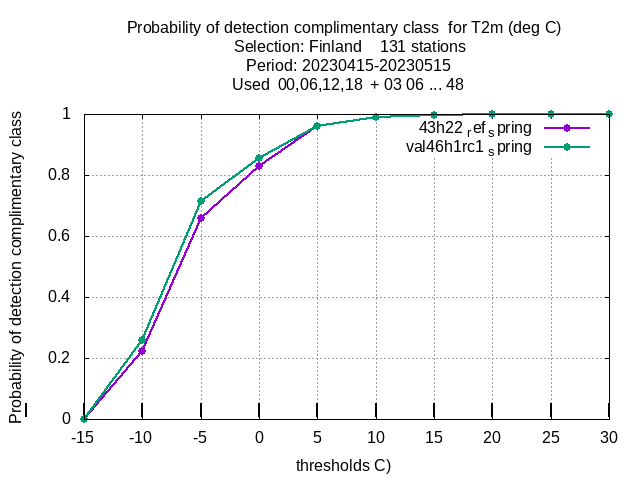 Probability of detection complimentary class  for T2m (deg C)
Selection: Finland    131 stations
Period: 20230415-20230515
Used  00,06,12,18  + 03 06 ... 48
Probability of detection complimentary class
1
0.8
0.6
0.4
0.2
0
43h22 ref spring
val46h1rc1 spring
-15 -10 -5 0 5 10 15 20 25 30
thresholds C)